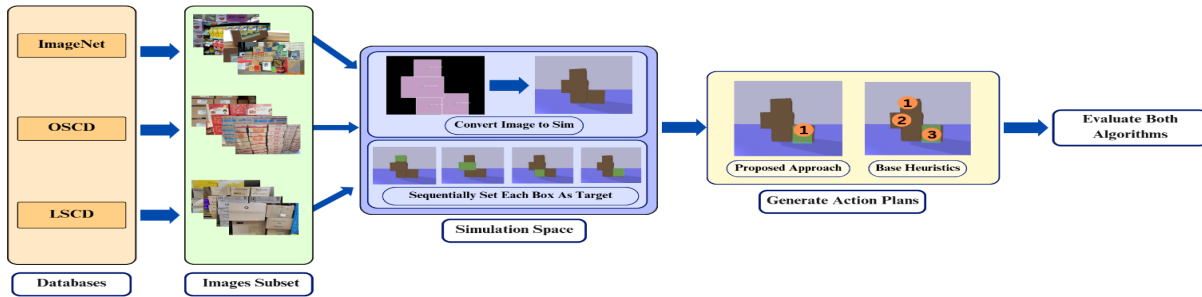 ImageNet
OSCD
LSCD
Databases
Images Subset
Convert Image to Sim
Sequentially Set Each Box As Target
Simulation Space
1
Proposed Approach
1
2
3
Base Heuristics
Generate Action Plans
Evaluate Both
Algorithms